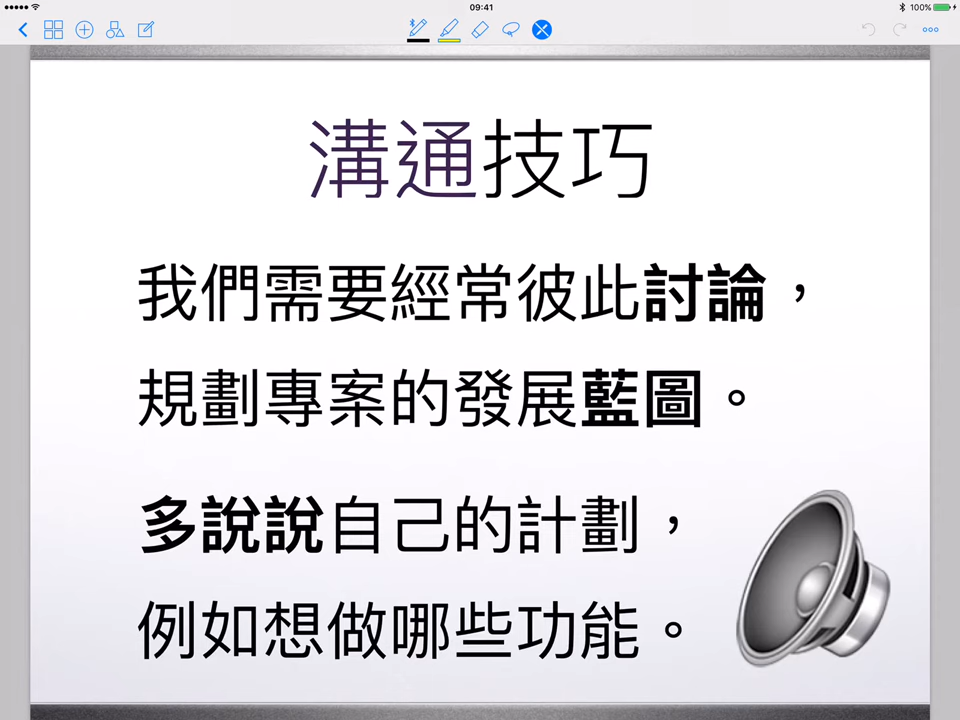 09:41
100%
溝通技巧
我們需要經常彼此討論，
規劃專案的發展藍圖。
多說說自己的計劃，
例如想做哪些功能。